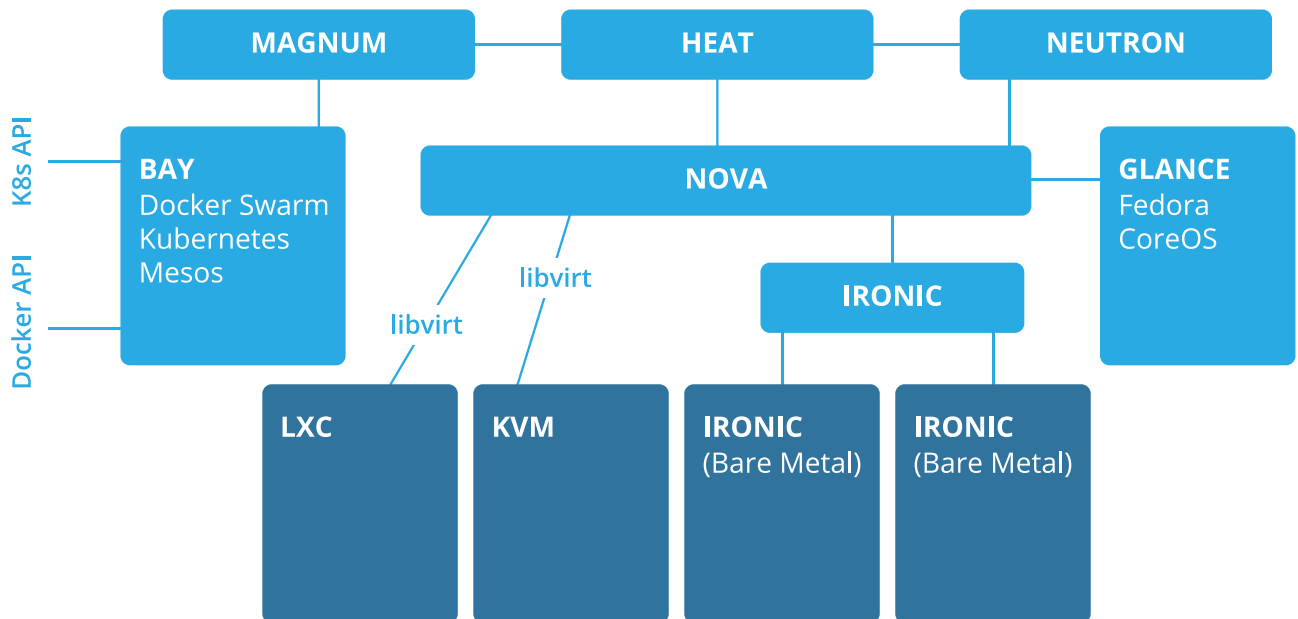 MAGNUM
HEAT
NEUTRON
K8s API
Docker API
BAY
Docker Swarm
Kubernetes
Mesos
NOVA
GLANCE
Fedora
CoreOS
libvirt
libvirt
IRONIC
LXC
KVM
IRONIC
(Bare Metal)
IRONIC
(Bare Metal)